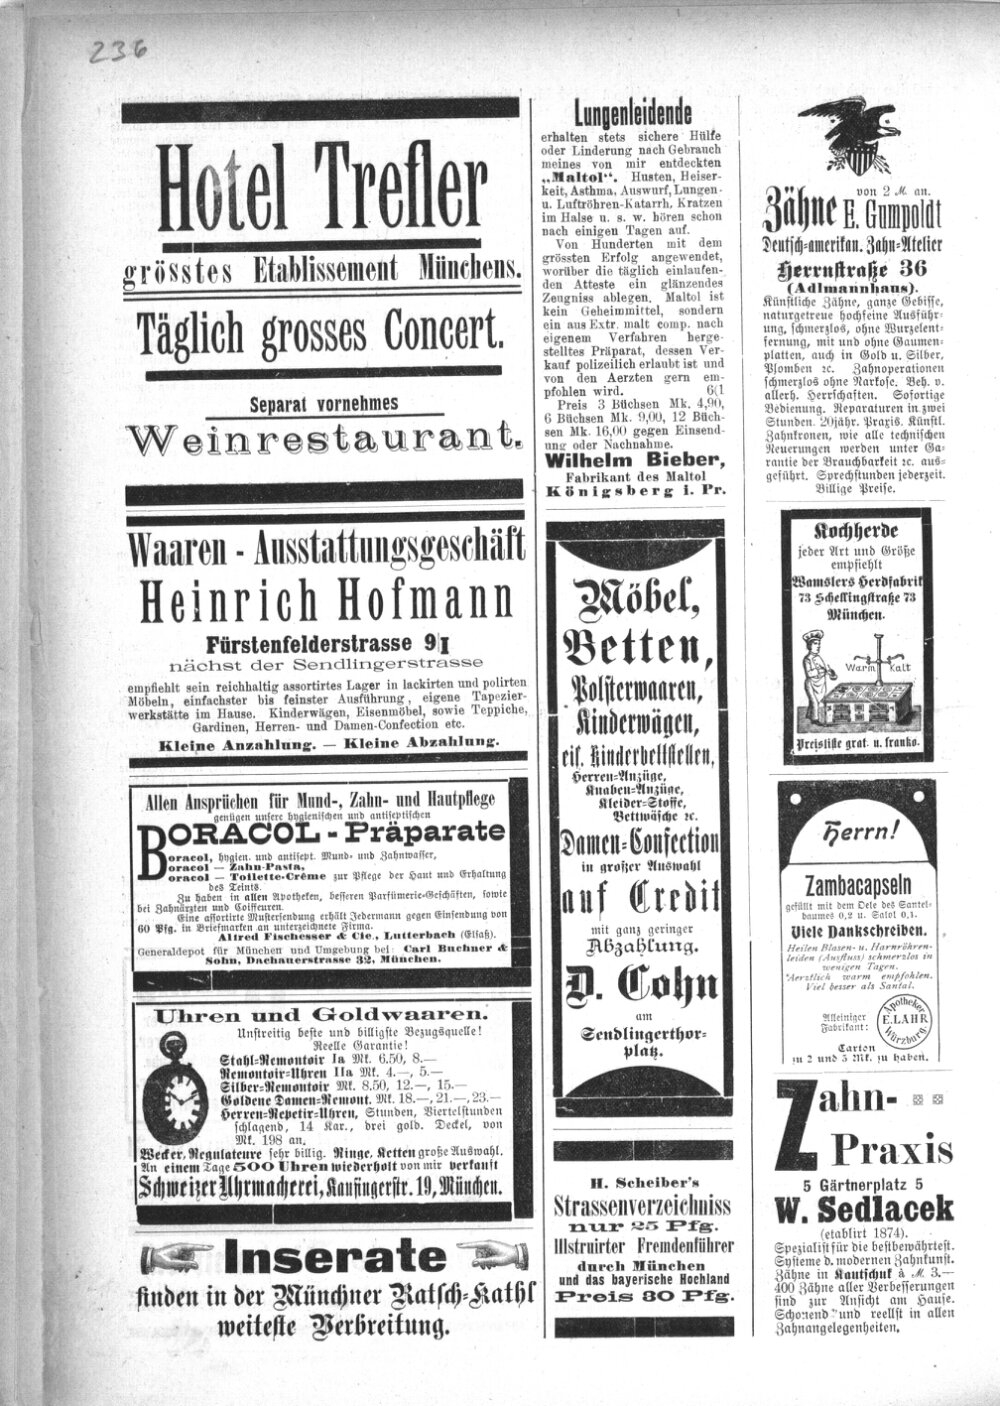 236
Hotel Trefler
grösstes Etablissement Münchens.
Täglich grosses Concert.
Separat vornehmes
Weinrestaurant.
Waaren - Ausstattungsgeschäft
Heinrich Hofmann
Fürstenfelderstrasse 9|I
nächst der Sendlingerstrasse
empfiehlt sein reichhaltig assortirtes Lager in lackirten und polirten
Möbeln, einfachster bis feinster Ausführung, eigene Tapezier-
werkstätte im Hause. Kinderwägen, Eisenmöbel, sowie Teppiche,
Gardinen, Herren- und Damen-Confection etc.
Kleine Anzahlung. — Kleine Abzahlung.
Allen Ansprüchen für Mund-, Zahn- und Hautpflege
genügen unsere hygienischen und antiseptischen
BORACOL - Präparate
Boracol, hygien. und antisept. Mund- und Zahnwasser,
Boracol — Zahn-Pasta,
Boracol — Toilette-Crême zur Pflege der Haut und Erhaltung
des Teints.
Zu haben in allen Apotheken, besseren Parfümerie-Geschäften, sowie
bei Zahnärzten und Coiffeuren.
Eine assortirte Mustersendung erhält Jedermann gegen Einsendung von
60 Pfg. in Briefmarken an unterzeichnete Firma.
Alfred Fischesser & Cie., Lutterbach (Elsaß).
Generaldepot für München und Umgebung bei: Carl Buchner &
Sohn, Dachauerstrasse 32, München.
Uhren und Goldwaaren.
Unstreitig beste und billigste Bezugsquelle!
Reelle Garantie!
Stahl-Remontoir Ia Mk. 6.50, 8.—
Remontoir-Uhren IIa Mk. 4.—, 5.—
Silber-Remontoir Mk. 8.50, 12.—, 15.—
Goldene Damen-Remont. Mk. 18.—, 21.—, 23.—
Herren-Repetir-Uhren, Stunden, Viertelstunden
schlagend, 14 Kar., drei gold. Deckel, von
Mk. 198 an.
Wecker, Regulateure sehr billig. Ringe, Ketten große Auswahl.
An einem Tage 500 Uhren wiederholt von mir verkauft
Schweizer Uhrmacherei, Kaufingerstr. 19, München.
Inserate
finden in der Münchner Ratsch-Kathl
weiteste Verbreitung.
Lungenleidende
erhalten stets sichere Hülfe
oder Linderung nach Gebrauch
meines von mir entdeckten
„Maltol“. Husten, Heiser-
keit, Asthma, Auswurf, Lungen-
u. Luftröhren-Katarrh, Kratzen
im Halse u. s. w. hören schon
nach einigen Tagen auf.
Von Hunderten mit dem
grössten Erfolg angewendet,
worüber die täglich einlaufen-
den Atteste ein glänzendes
Zeugniss ablegen. Maltol ist
kein Geheimmittel, sondern
ein aus Extr. malt comp. nach
eigenem Verfahren herge-
stelltes Präparat, dessen Ver-
kauf polizeilich erlaubt ist und
von den Aerzten gern em-
pfohlen wird. 6(1
Preis 3 Büchsen Mk. 4,90,
6 Büchsen Mk. 9,00, 12 Büch-
sen Mk. 16,00 gegen Einsend
ung oder Nachnahme.
Wilhelm Bieber,
Fabrikant des Maltol
Königsberg i. Pr.
Möbel,
Betten,
Polsterwaaren,
Kinderwägen,
eis. Kinderbettstellen,
Herren-Anzüge,
Knaben-Anzüge,
Kleider-Stoffe,
Bettwäsche ꝛc.
Damen-Confection
in großer Auswahl
auf Credit
mit ganz geringer
Abzahlung.
D. Cohn
am
Sendlingerthor-
platz.
H. Scheiber's
Strassenverzeichniss
nur 25 Pfg.
Illstruirter Fremdenführer
durch München
und das bayerische Hochland
Preis 30 Pfg.
Zähne von 2 M. an.
E. Gumpoldt
Deutsch-amerikan. Zahn-Atelier
Herrnstraße 36
(Adlmannhaus).
Künstliche Zähne, ganze Gebisse,
naturgetreue hochfeine Ausführ-
ung, schmerzlos, ohne Wurzelent-
fernung, mit und ohne Gaumen-
platten, auch in Gold u. Silber,
Plomben ꝛc. Zahnoperationen
schmerzlos ohne Narkose. Beh. v.
allerh. Herrschaften. Sofortige
Bedienung. Reparaturen in zwei
Stunden. 20jähr. Praxis. Künstl.
Zahnkronen, wie alle technischen
Neuerungen werden unter Ga-
rantie der Brauchbarkeit ꝛc. aus-
geführt. Sprechstunden jederzeit.
Billige Preise.
Kochherde
jeder Art und Größe
empfiehlt
Wamslers Herdfabrik
73 Schellingstraße 73
München.
Warm Kalt
Preisliste grat. u. franko.
Herrn!
Zambacapseln
gefüllt mit dem Oele des Santel-
baumes 0,2 u. Salol 0,1.
Viele Dankschreiben.
Heilen Blasen- u. Harnröhren-
leiden (Ausfluss) schmerzlos in
wenigen Tagen.
Aerztlich warm empfohlen.
Viel besser als Santal.
Alleiniger
Fabrikant:
Apotheker
E. LAHR
Würzburg.
Carton
zu 2 und 3 Mk. zu haben.
Zahn-
Praxis
5 Gärtnerplatz 5
W. Sedlacek
(etablirt 1874).
Spezialist für die bestbewährtest.
Systeme d. modernen Zahnkunst.
Zähne in Kautschuk à M. 3.—
400 Zähne aller Verbesserungen
sind zur Ansicht am Hause.
Schonend und reellst in allen
Zahnangelegenheiten.